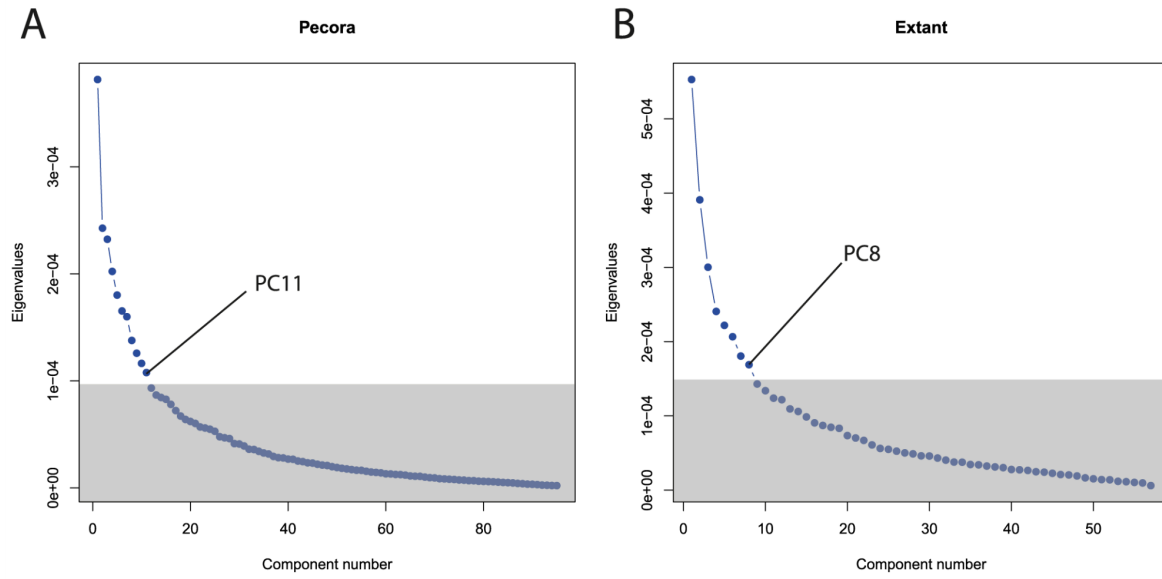 A
Pecora
Eigenvalues
3e−04
2e−04
1e−04
0e+00
PC11
0
20
40
60
80
Component number
B
Extant
Eigenvalues
5e−04
4e−04
3e−04
2e−04
1e−04
0e+00
PC8
0
10
20
30
40
50
Component number